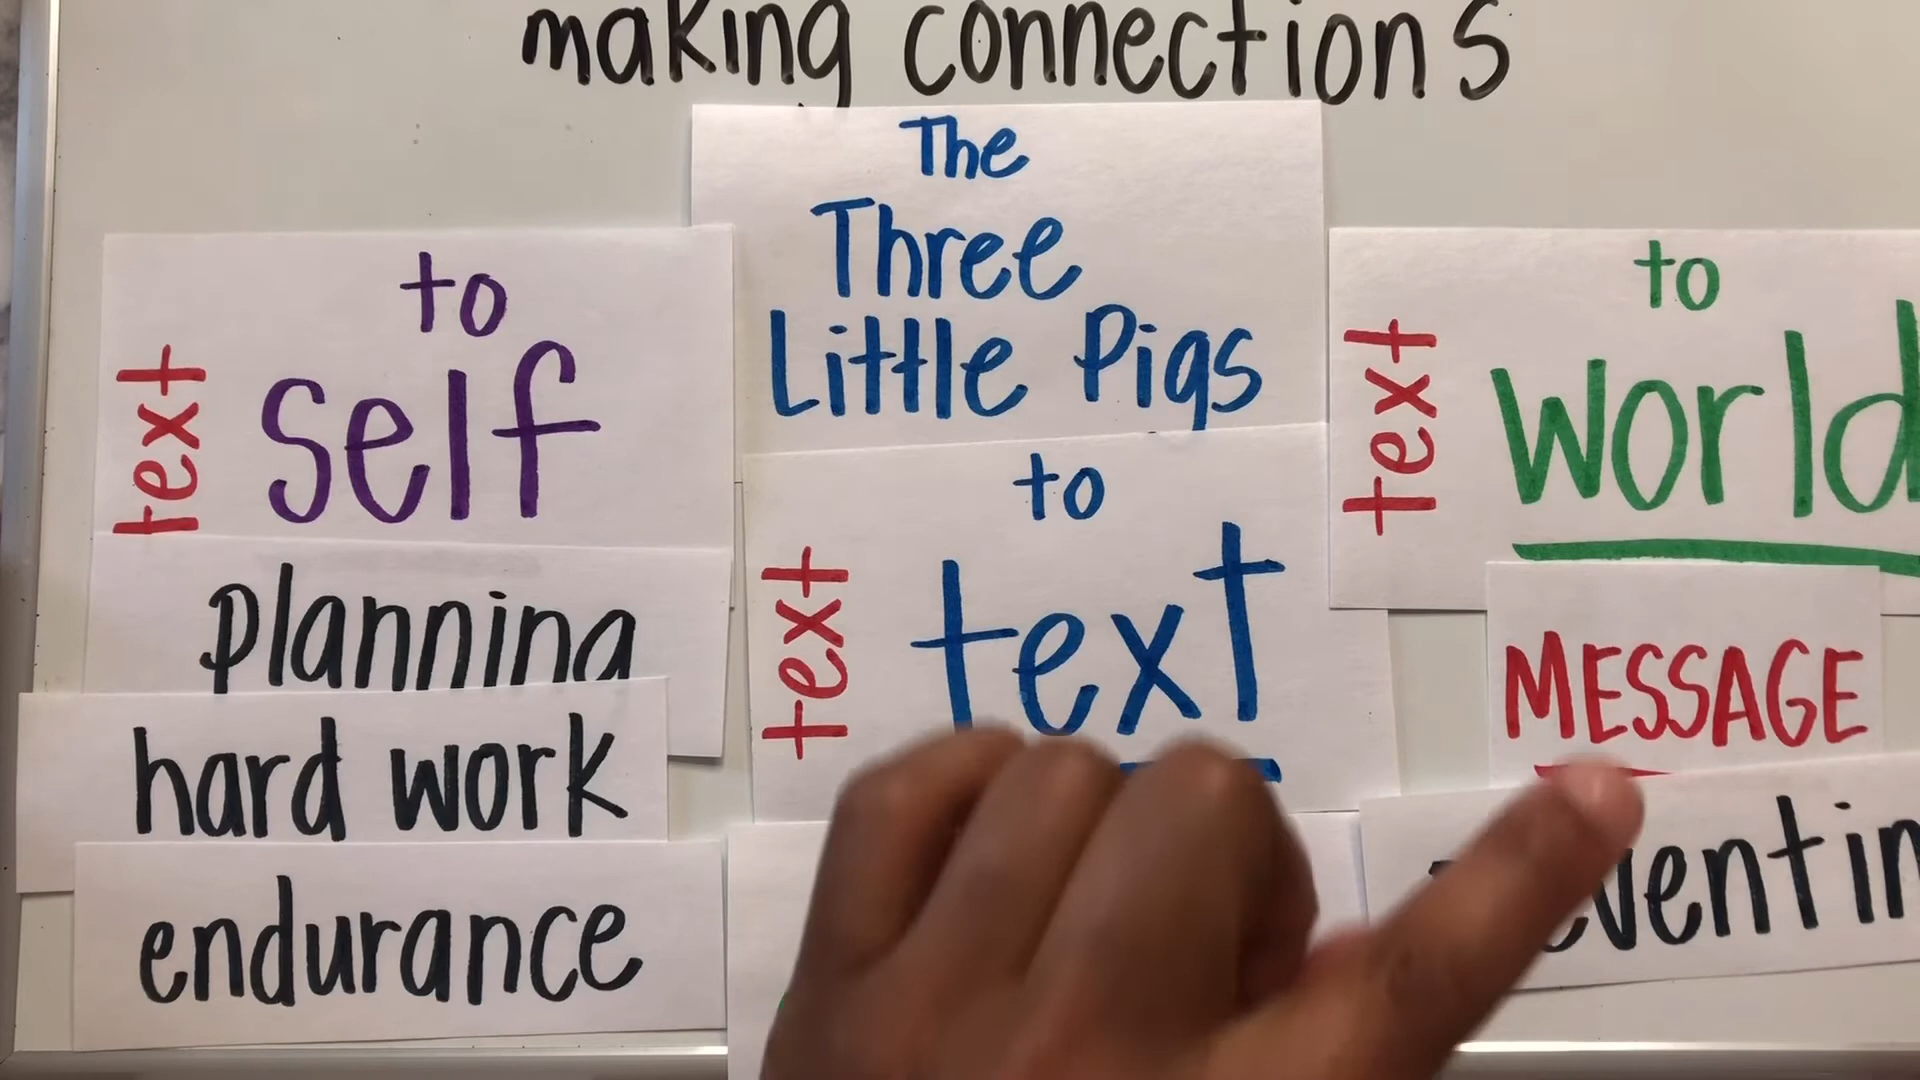 making connections
The
Three
Little Pigs
text to self
planning
hard work
endurance
to
text text
text to world
MESSAGE